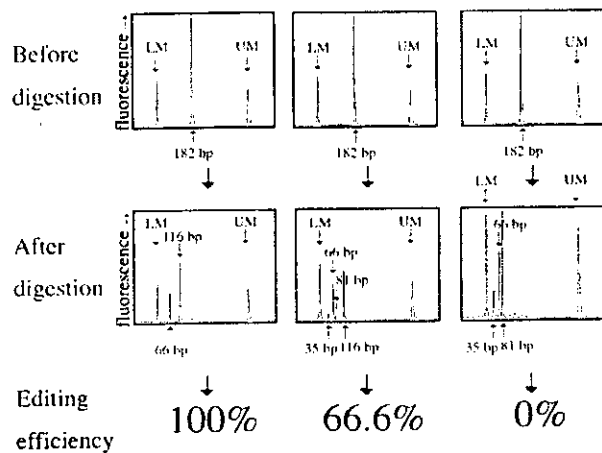 Before digestion
fluorescence
LM UM
182 bp
LM UM
182 bp
LM UM
182 bp
After digestion
fluorescence
LM UM
116 bp
66 bp
LM UM
66 bp
81 bp
35 bp 116 bp
LM UM
35 bp 81 bp
Editing efficiency
100% 66.6% 0%